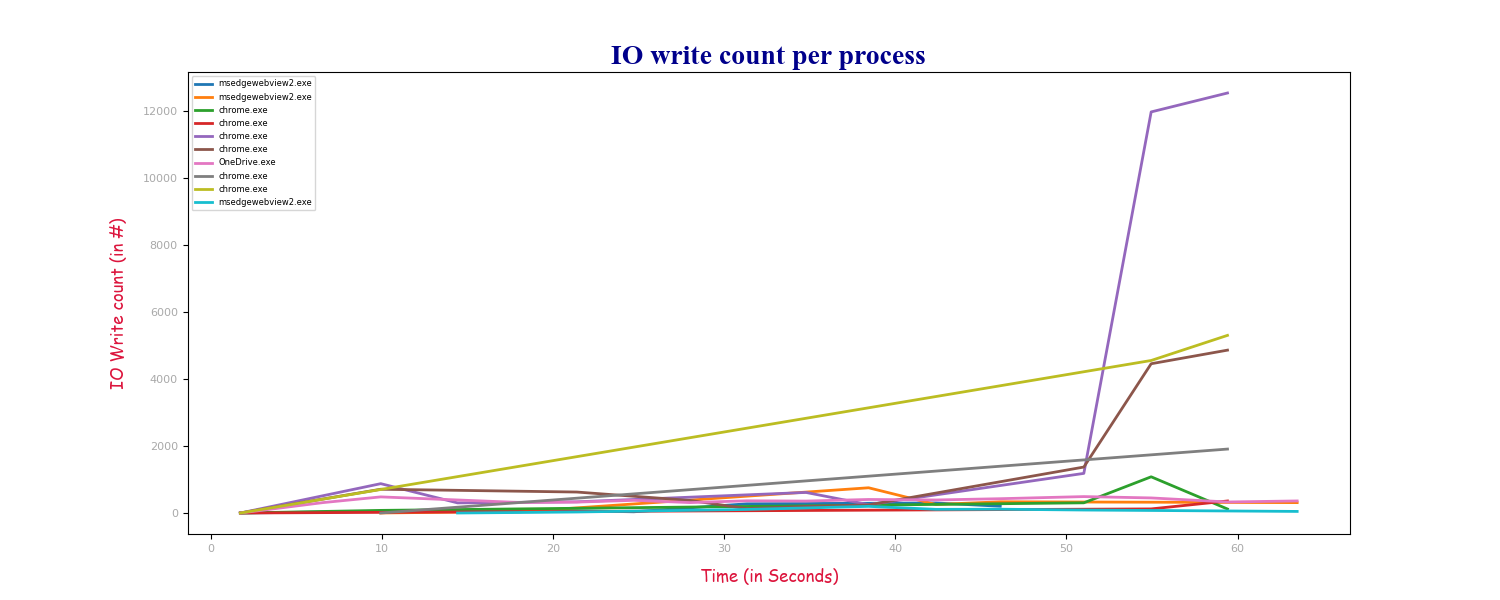 IO write count per process
msedgewebview2.exe
msedgewebview2.exe
chrome.exe
chrome.exe
chrome.exe
chrome.exe
OneDrive.exe
chrome.exe
chrome.exe
msedgewebview2.exe
12000
10000
8000
6000
4000
2000
0
IO Write count (in #)
0 10 20 30 40 50 60
Time (in Seconds)